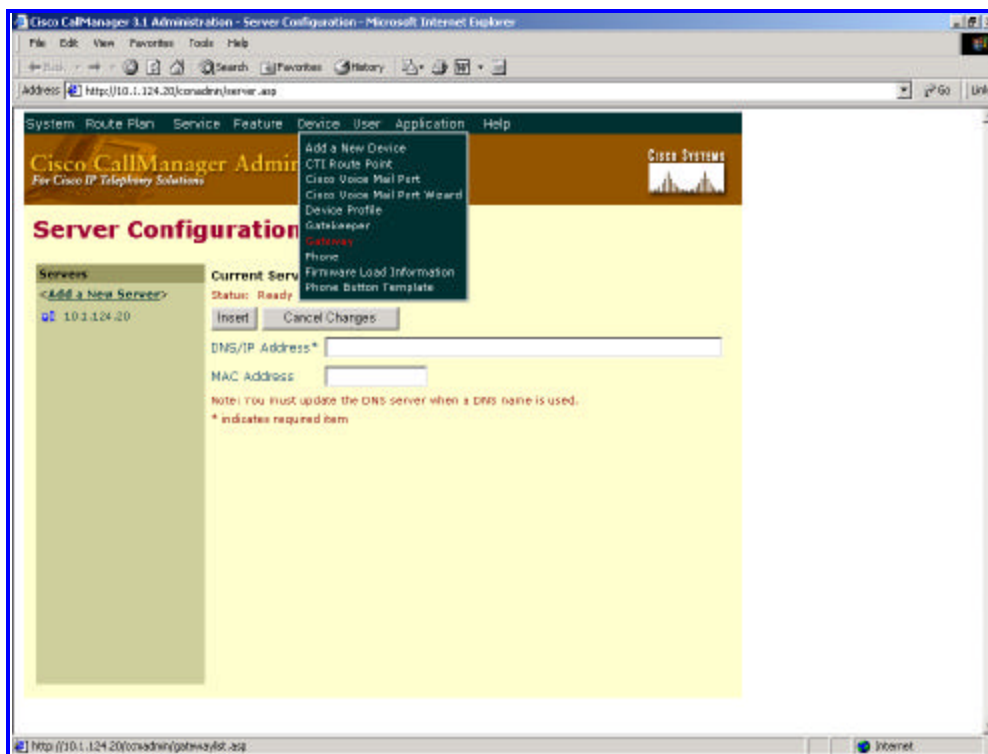 Cisco CallManager 3.1 Administration - Server Configuration - Microsoft Internet Explorer
File Edit View Favorites Tools Help
Back Search Favorites History
Address http://10.1.124.20/ccmadmin/server.asp Go
System Route Plan Service Feature Device User Application Help
Cisco CallManager Admin
For Cisco IP Telephony Solutions
CISCO SYSTEMS
Add a New Device
CTI Route Point
Cisco Voice Mail Port
Cisco Voice Mail Port Wizard
Device Profile
Gatekeeper
Gateway
Phone
Firmware Load Information
Phone Button Template
Server Configuration
Servers
<Add a New Server>
10.1.124.20
Current Serv
Status: Ready
Insert Cancel Changes
DNS/IP Address*
MAC Address
Note: You must update the DNS server when a DNS name is used.
* indicates required item
http://10.1.124.20/ccmadmin/gatewaylist.asp Internet